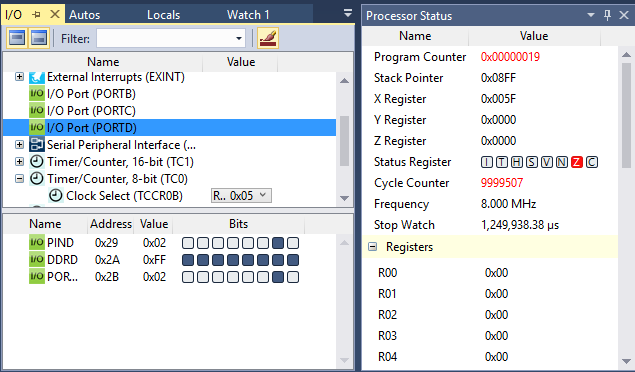 I/O Autos Locals Watch 1
Filter:
Name Value
External Interrupts (EXINT)
I/O I/O Port (PORTB)
I/O I/O Port (PORTC)
I/O I/O Port (PORTD)
Serial Peripheral Interface (...
Timer/Counter, 16-bit (TC1)
Timer/Counter, 8-bit (TC0)
Clock Select (TCCR0B) R.. 0x05
Name Address Value Bits
I/O PIND 0x29 0x02
I/O DDRD 0x2A 0xFF
I/O POR... 0x2B 0x02
Processor Status
Name Value
Program Counter 0x00000019
Stack Pointer 0x08FF
X Register 0x005F
Y Register 0x0000
Z Register 0x0000
Status Register I T H S V N Z C
Cycle Counter 9999507
Frequency 8.000 MHz
Stop Watch 1,249,938.38 µs
Registers
R00 0x00
R01 0x00
R02 0x00
R03 0x00
R04 0x00